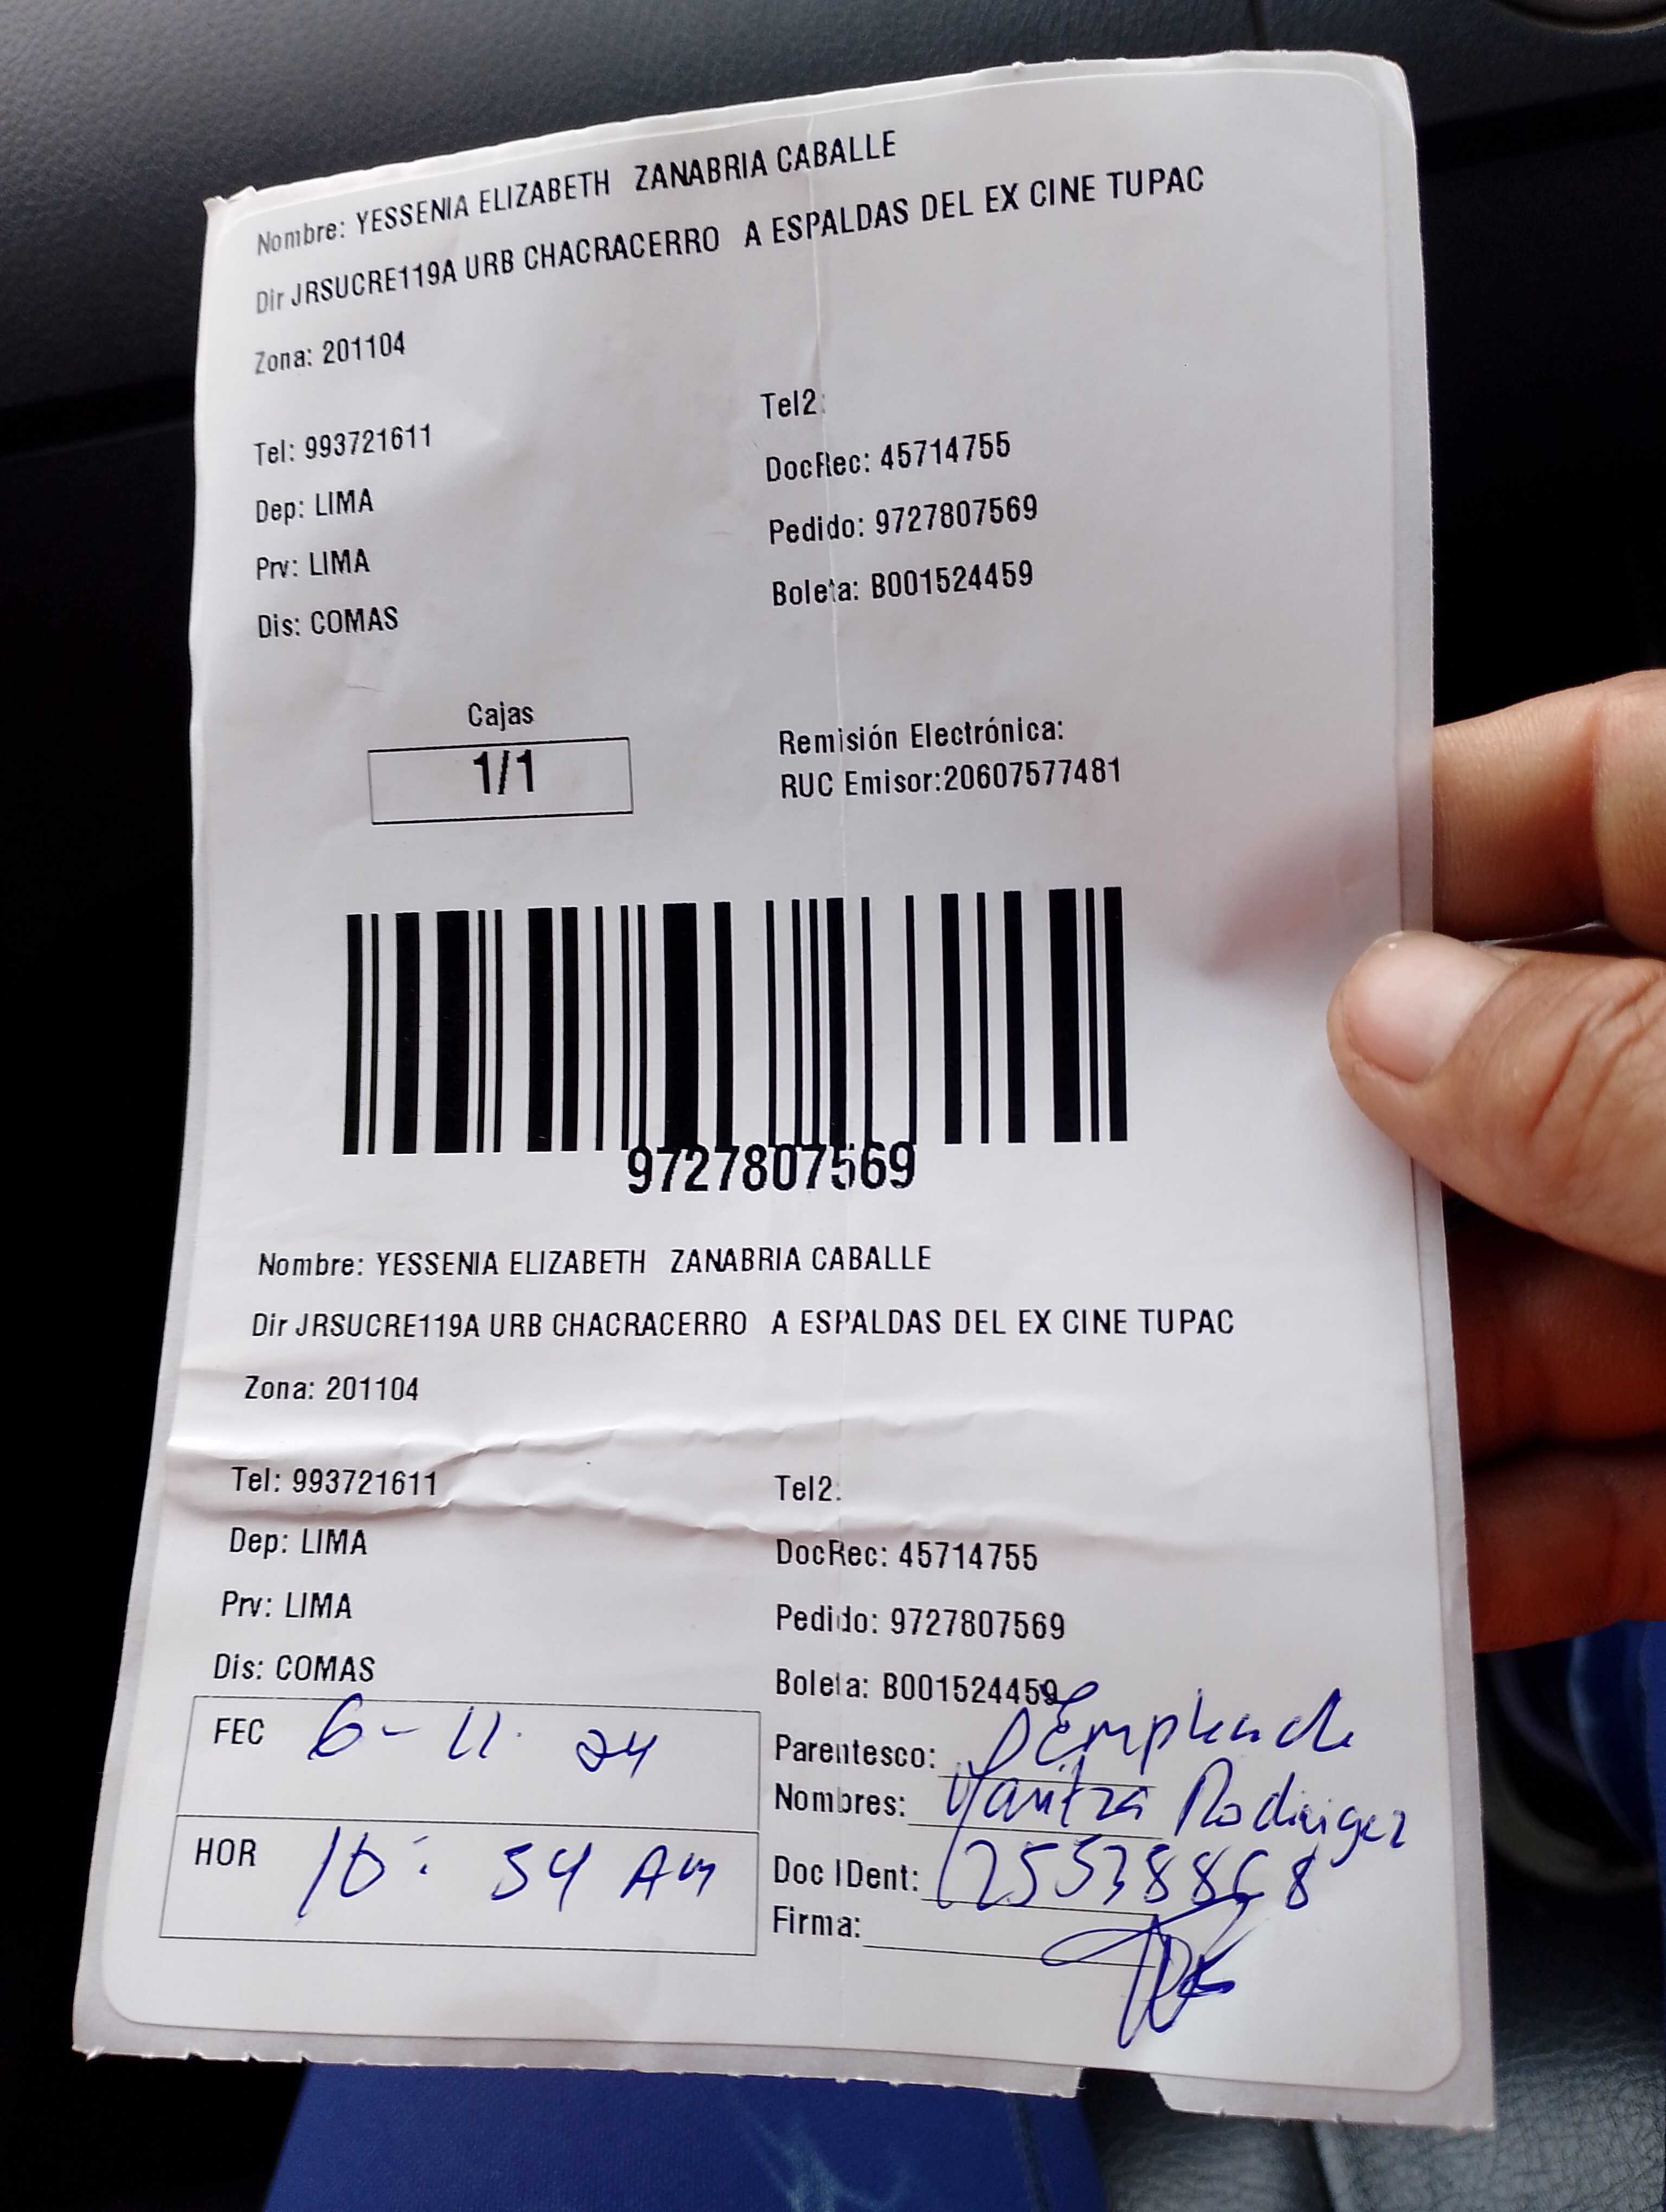 Nombre: YESSENIA ELIZABETH ZANABRIA CABALLE
Dir JRSUCRE119A URB CHACRACERRO A ESPALDAS DEL EX CINE TUPAC
Zona: 201104
Tel2:
Tel: 993721611
DocRec: 45714755
Dep: LIMA
Pedido: 9727807569
Prv: LIMA
Boleta: B001524459
Dis: COMAS
Cajas
1/1
Remisión Electrónica:
RUC Emisor:20607577481
9727807569
Nombre: YESSENIA ELIZABETH ZANABRIA CABALLE
Dir JRSUCRE119A URB CHACRACERRO A ESPALDAS DEL EX CINE TUPAC
Zona: 201104
Tel: 993721611
Tel2:
Dep: LIMA
DocRec: 45714755
Prv: LIMA
Pedido: 9727807569
Dis: COMAS
Boleta: B001524459
FEC 6-11.24
Parentesco:
Nombres: Yaritza Rodriguez
HOR 10:54 AM
Doc IDent:
Firma: